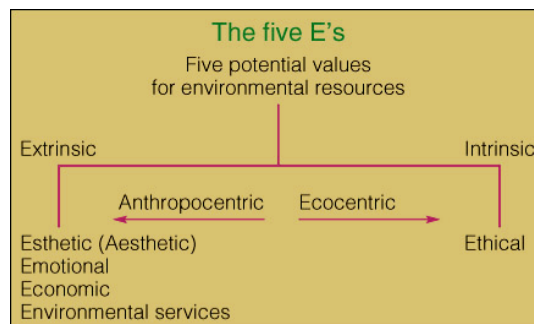 The five E's
Five potential values
for environmental resources
Extrinsic
Intrinsic
Anthropocentric
Ecocentric
Esthetic (Aesthetic)
Emotional
Economic
Environmental services
Ethical